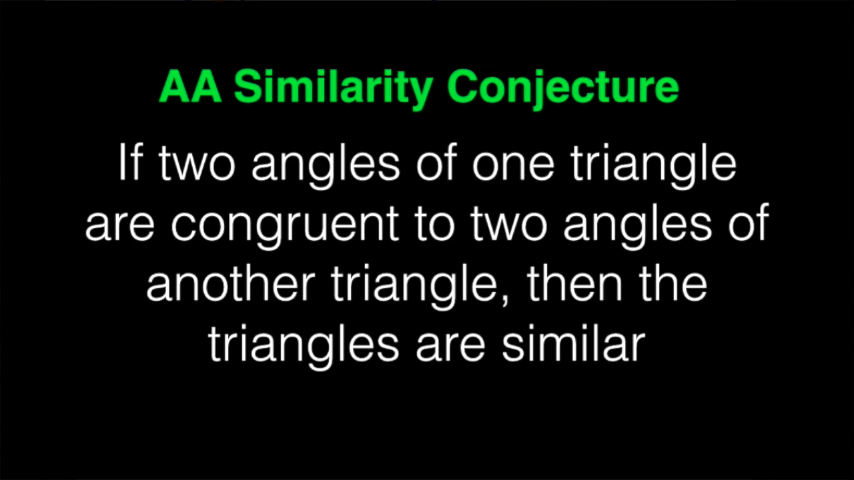 AA Similarity Conjecture
If two angles of one triangle
are congruent to two angles of
another triangle, then the
triangles are similar